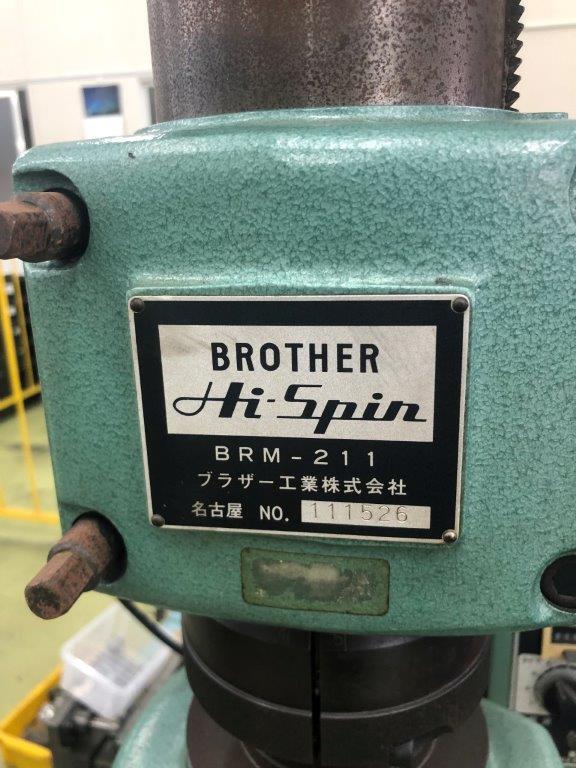 BROTHER
Hi-Spin
BRM-211
ブラザー工業株式会社
名古屋 NO. 111526